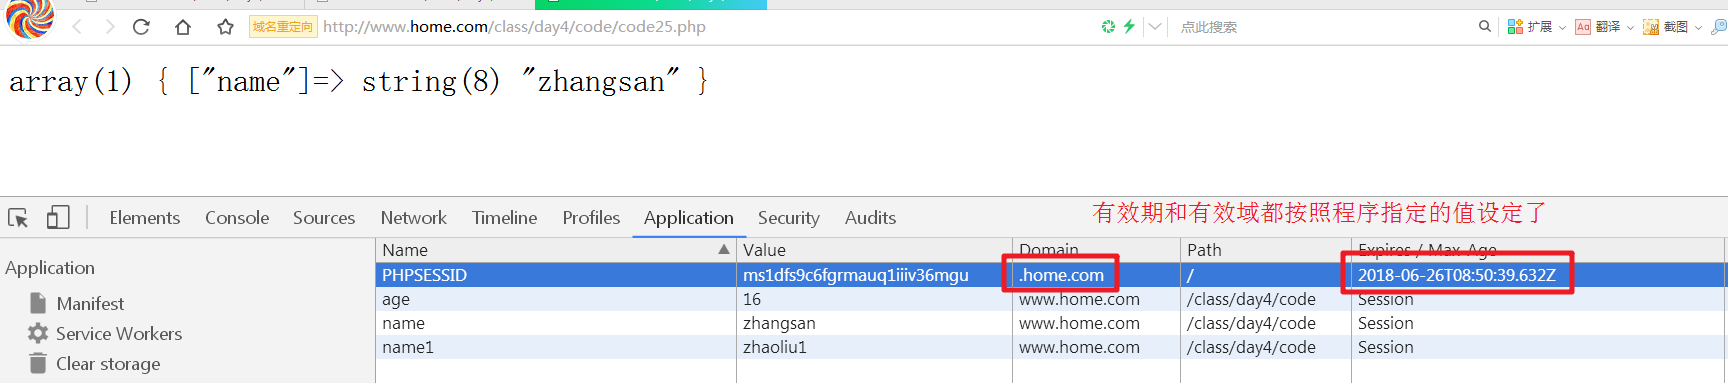 域名重定向 http://www.home.com/class/day4/code/code25.php 点此搜索 扩展 翻译 截图
array(1) { ["name"]=> string(8) "zhangsan" }
Elements Console Sources Network Timeline Profiles Application Security Audits
有效期和有效域都按照程序指定的值设定了
Name Value Domain Path Expires / Max-Age
Application
PHPSESSID ms1dfs9c6fgrmauq1iiiv36mgu .home.com / 2018-06-26T08:50:39.632Z
Manifest
age 16 www.home.com /class/day4/code Session
Service Workers
name zhangsan www.home.com /class/day4/code Session
Clear storage
name1 zhaoliu1 www.home.com /class/day4/code Session